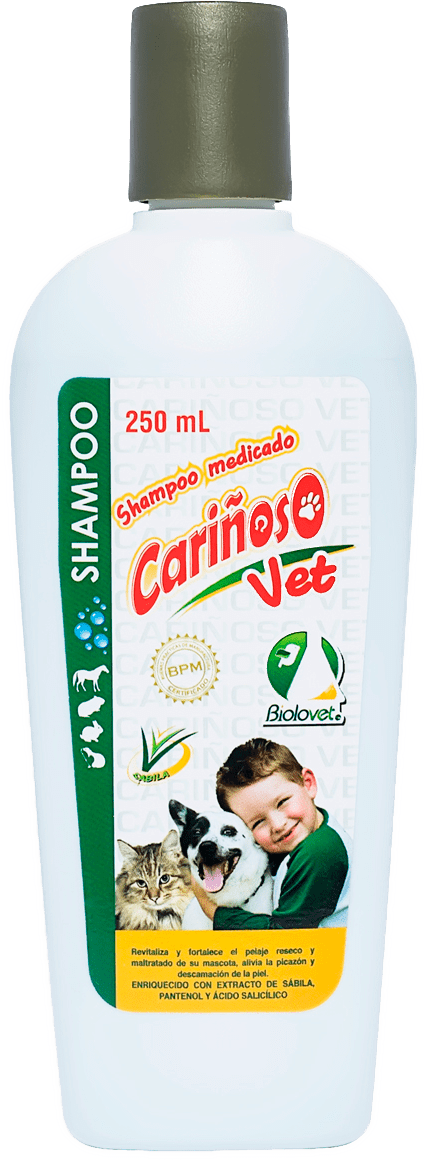 250 mL
SHAMPOO
Shampoo medicado
Cariñoso
Vet
BPM
CERTIFICADO
Biolovet
SÁBILA
Revitaliza y fortalece el pelaje reseco y
maltratado de su mascota, alivia la picazón y
descamación de la piel.
ENRIQUECIDO CON EXTRACTO DE SÁBILA,
PANTENOL Y ÁCIDO SALICÍLICO